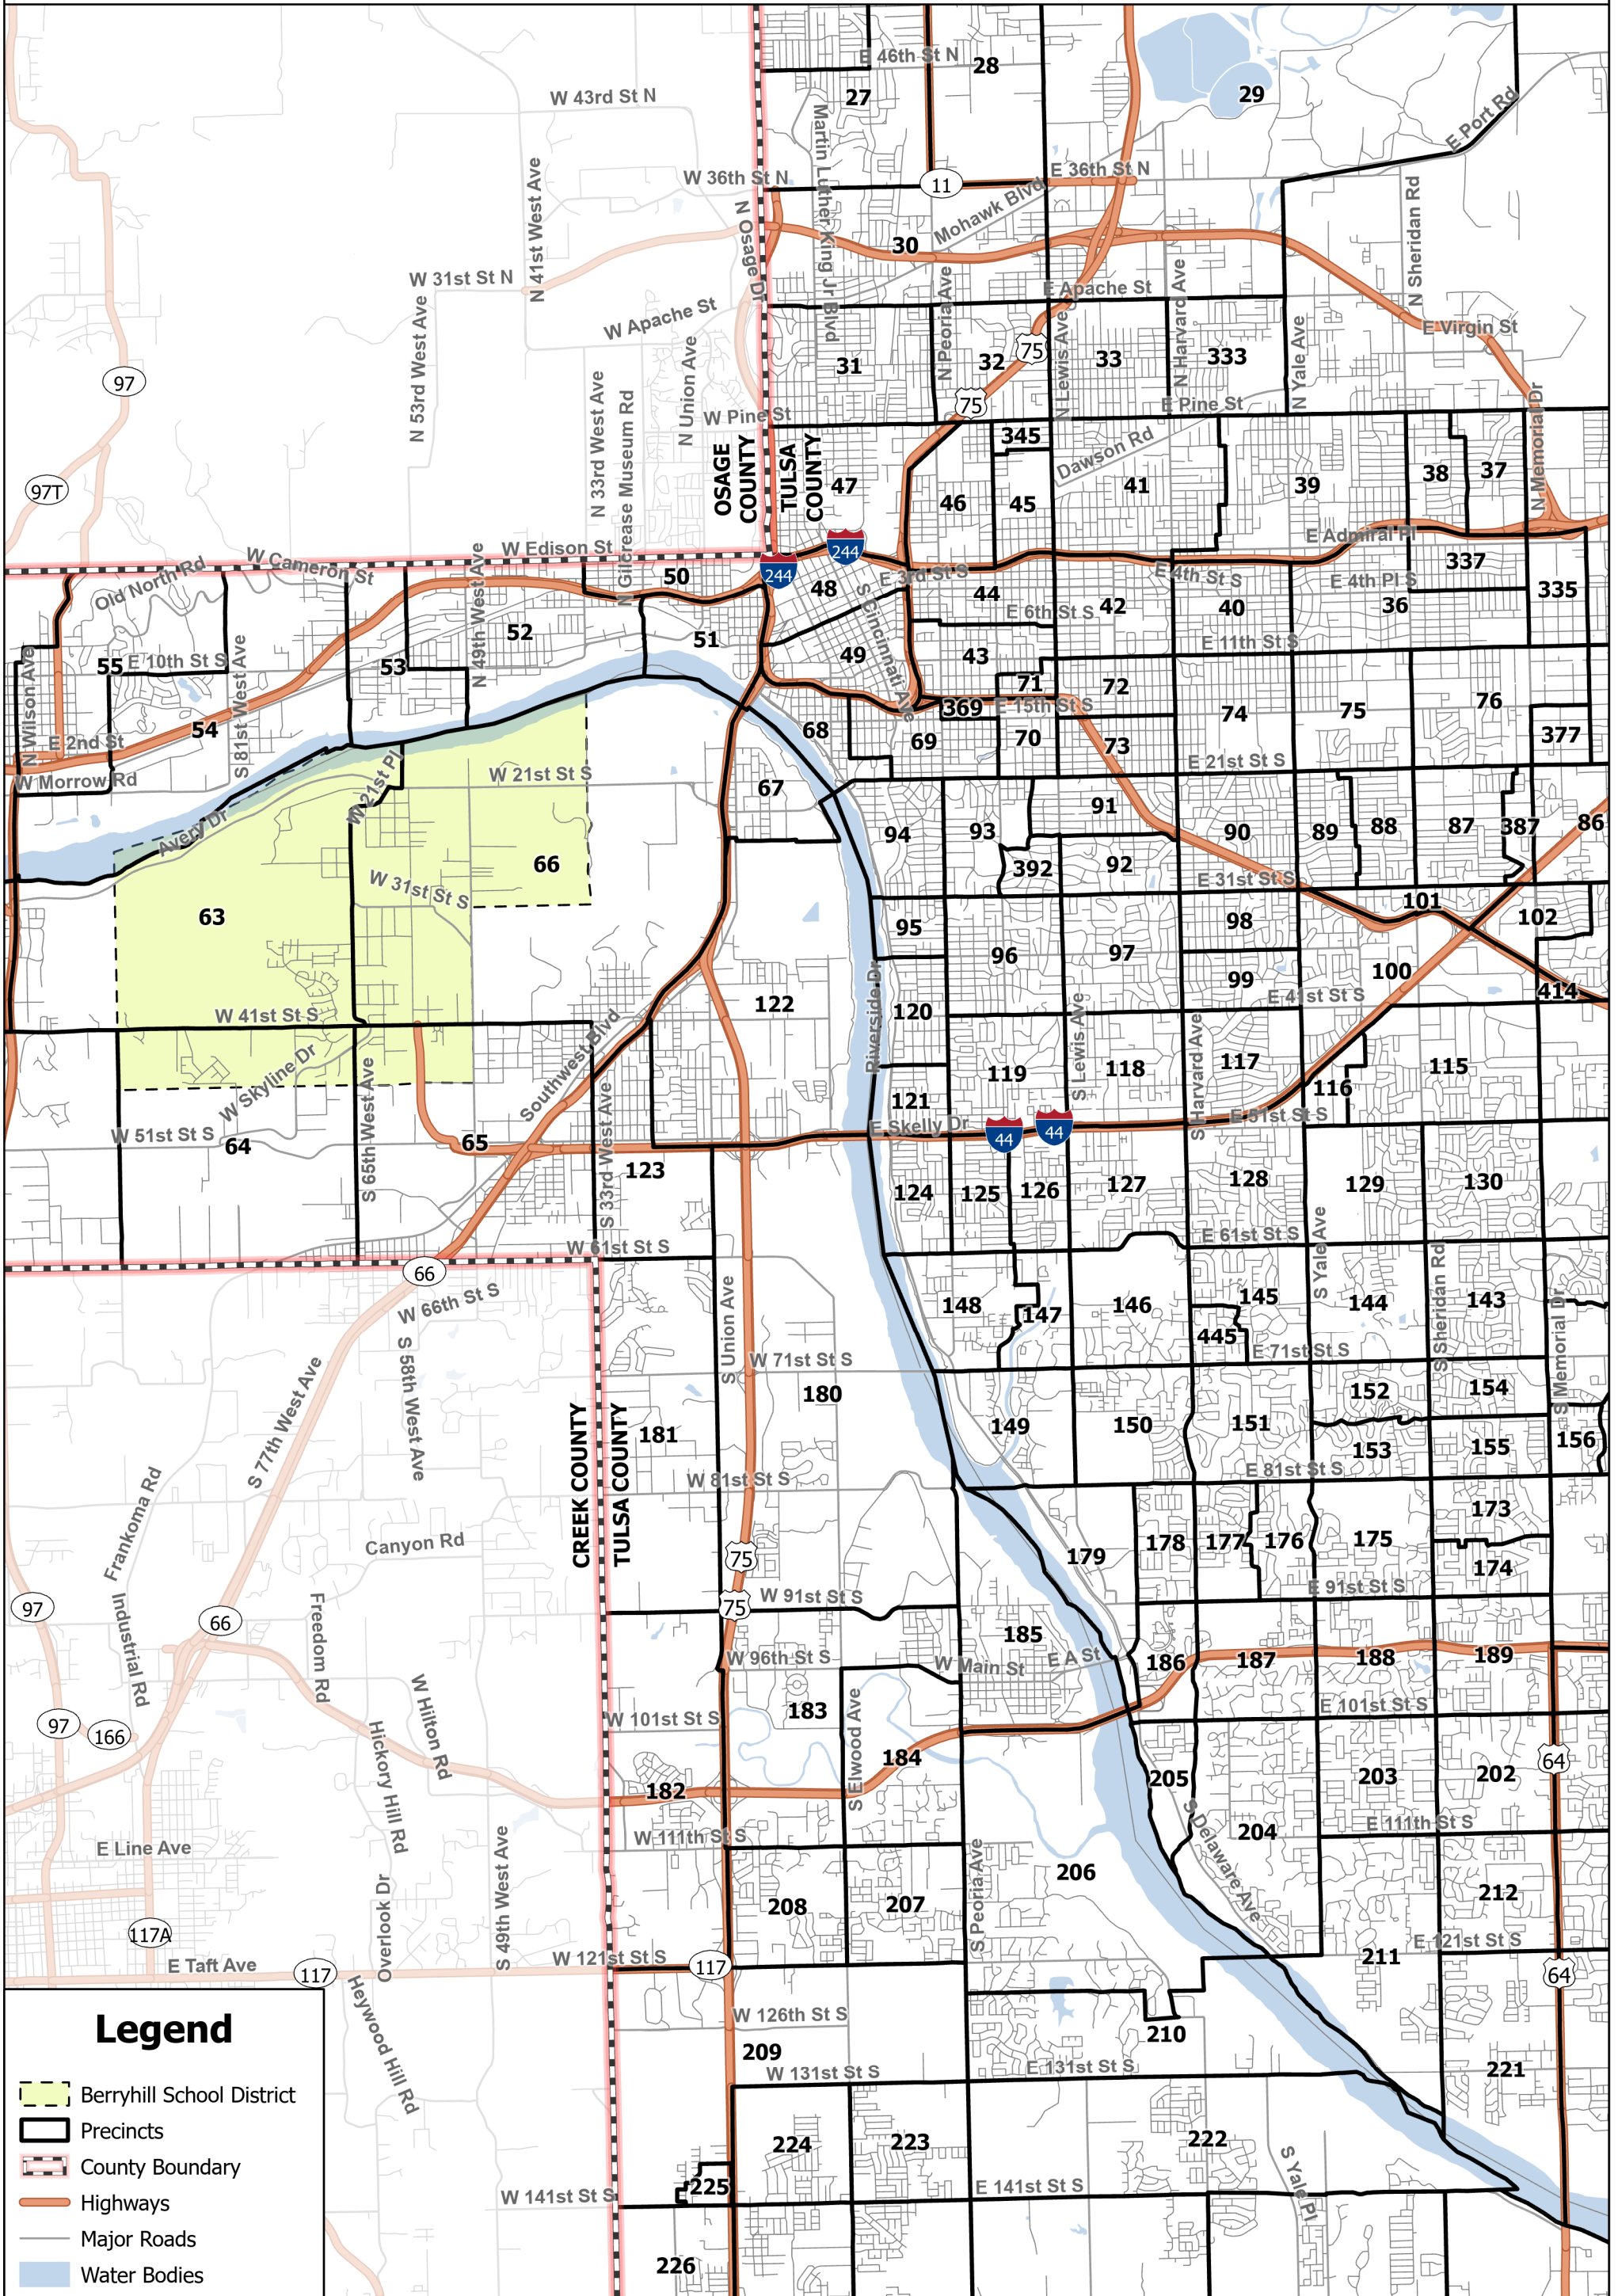 E 46th St N
28
W 43rd St N
27
29
E Port Rd
Martin Luther King Jr Blvd
W 36th St N
11
E 36th St N
N 41st West Ave
N Osage Dr
Mohawk Blvd
30
N Sheridan Rd
W 31st St N
N 53rd West Ave
W Apache St
E Apache St
N Peoria Ave
N Harvard Ave
E Virgin St
N Union Ave
31
32
75
N Lewis Ave
33
333
N Yale Ave
97
75
E Pine St
W Pine St
N 33rd West Ave
Gilcrease Museum Rd
N
345
Dawson Rd
N Memorial Dr
OSAGE
COUNTY
TULSA
COUNTY
97T
47
46
45
41
39
38
37
W Edison St
244
E Admiral Pl
W Cameron St
Old North Rd
N 49th West Ave
50
244
48
E 3rd St S
44
E 4th St S
337
E 4th Pl S
335
52
51
S Cincinnati Ave
E 6th St S
42
40
36
E 11th St S
55
E 10th St S
53
49
43
N Wilson Ave
S 81st West Ave
71
72
76
54
68
369
E 15th St S
74
75
E 2nd St
69
70
73
377
W Morrow Rd
W 21st Pl
W 21st St S
67
E 21st St S
Avery Dr
94
93
91
90
89
88
87
387
86
66
392
92
W 31st St S
E 31st St S
63
95
98
101
102
96
97
Riverside Dr
100
99
122
W 41st St S
Southwest Blvd
120
E 41st St S
414
W Skyline Dr
S 65th West Ave
S 33rd West Ave
119
S Lewis Ave
118
S Harvard Ave
117
115
116
121
W 51st St S
E Skelly Dr
44
44
E 51st St S
64
65
123
124
125
126
127
128
129
130
S Yale Ave
W 61st St S
E 61st St S
66
W 66th St S
S 58th West Ave
S Union Ave
148
147
146
145
144
143
S Sheridan Rd
S Memorial Dr
445
E 71st St S
S 77th West Ave
W 71st St S
180
152
154
CREEK COUNTY
TULSA COUNTY
181
149
150
151
153
155
156
Frankoma Rd
W 81st St S
E 81st St S
173
Canyon Rd
75
179
178
177
176
175
174
97
Industrial Rd
66
Freedom Rd
75
W 91st St S
E 91st St S
185
W 96th St S
W Main St
E A St
186
187
188
189
97
166
W Hilton Rd
Hickory Hill Rd
W 101st St S
183
E 101st St S
S Elwood Ave
184
64
182
205
203
202
E Line Ave
W 111th St S
S Delaware Ave
204
E 111th St S
S 49th West Ave
S Peoria Ave
206
Overlook Dr
208
207
212
117A
E Taft Ave
117
W 121st St S
117
211
E 121st St S
64
Heywood Hill Rd
W 126th St S
210
209
W 131st St S
E 131st St S
221
224
223
222
225
S Yale Pl
W 141st St S
E 141st St S
226
Legend
Berryhill School District
Precincts
County Boundary
Highways
Major Roads
Water Bodies